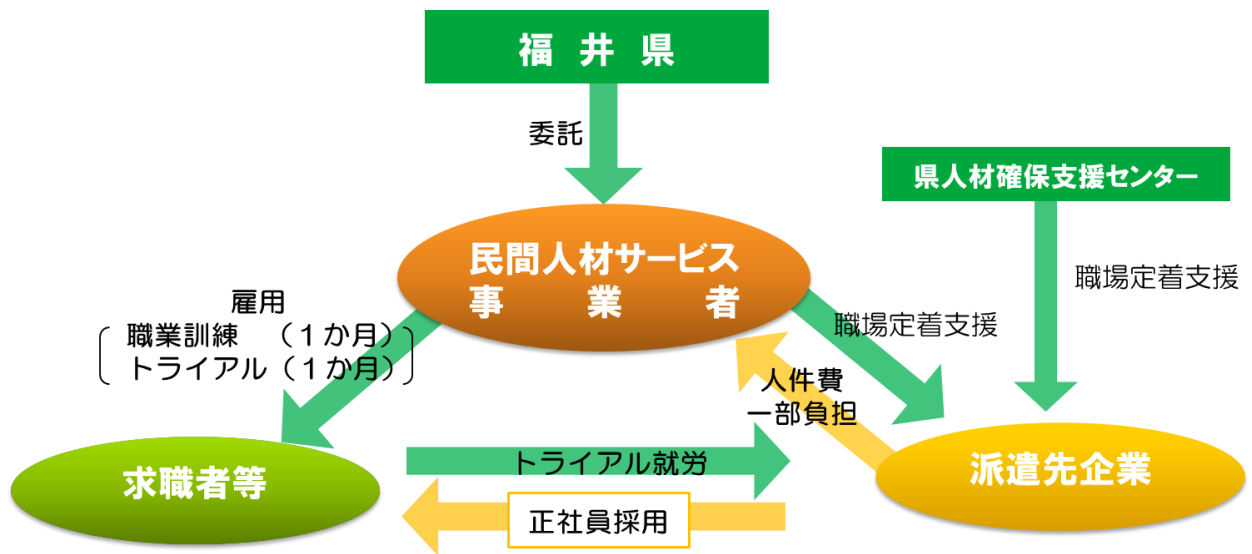 福 井 県
委託
県人材確保支援センター
民間人材サービス
事 業 者
職場定着支援
雇用
職業訓練 （１か月）
トライアル（１か月）
職場定着支援
人件費
一部負担
求職者等
トライアル就労
派遣先企業
正社員採用